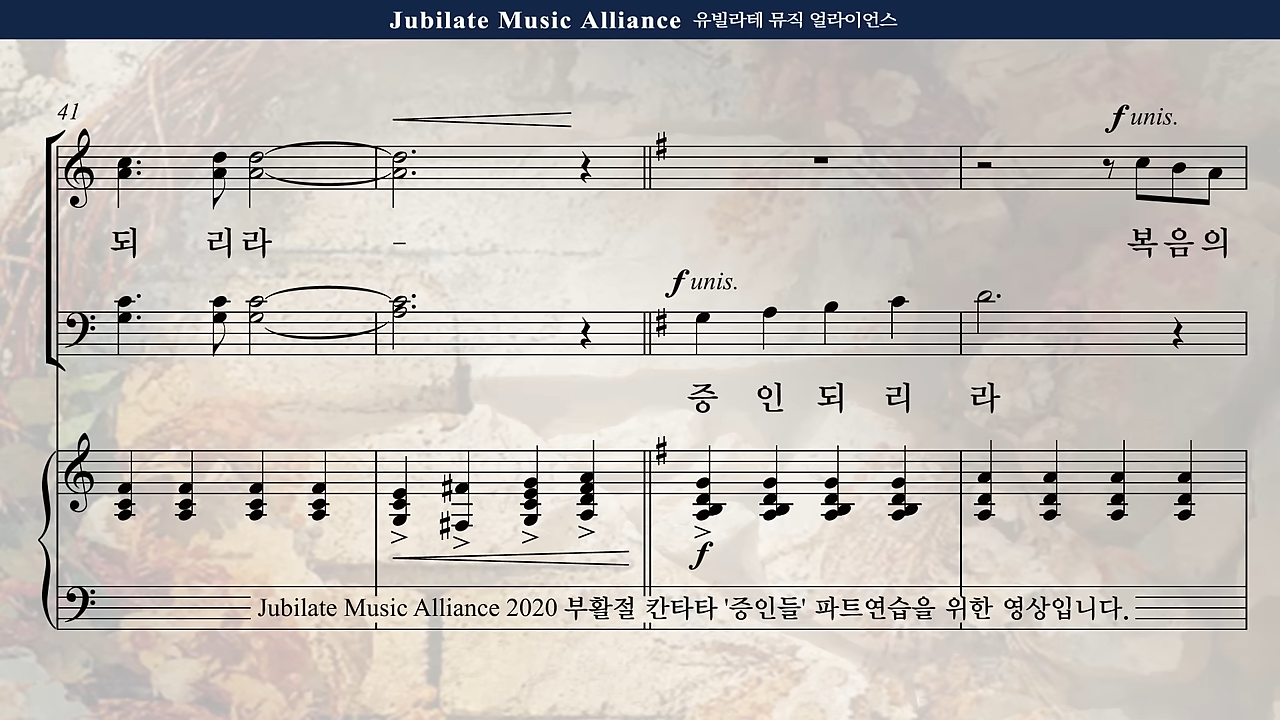 Jubilate Music Alliance 유빌라테 뮤직 얼라이언스
41
f unis.
되 리 라 - 복 음 의
f unis.
증 인 되 리 라
f
Jubilate Music Alliance 2020 부활절 칸타타 '증인들' 파트연습을 위한 영상입니다.